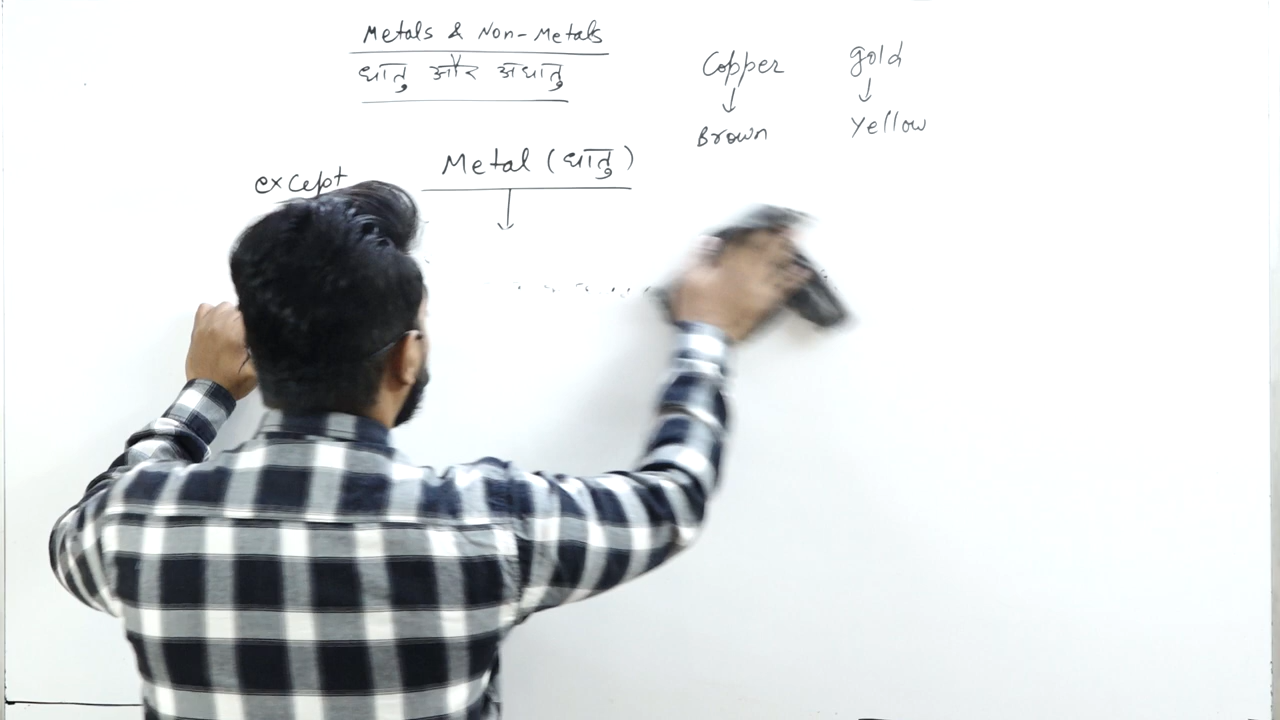 Metals & Non-Metals
धातु और अधातु
Copper
Brown
gold
Yellow
Metal (धातु)
except